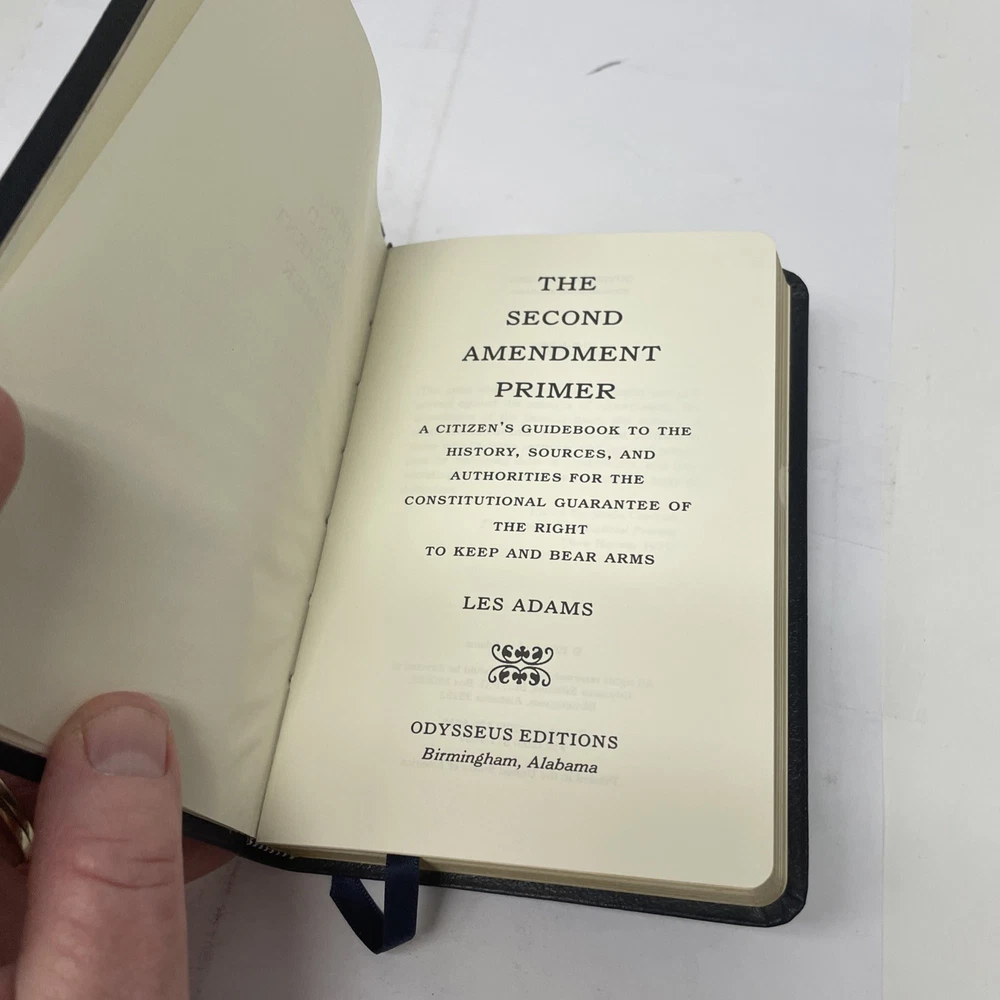 THE
SECOND
AMENDMENT
PRIMER
A CITIZEN'S GUIDEBOOK TO THE
HISTORY, SOURCES, AND
AUTHORITIES FOR THE
CONSTITUTIONAL GUARANTEE OF
THE RIGHT
TO KEEP AND BEAR ARMS
LES ADAMS
ODYSSEUS EDITIONS
Birmingham, Alabama